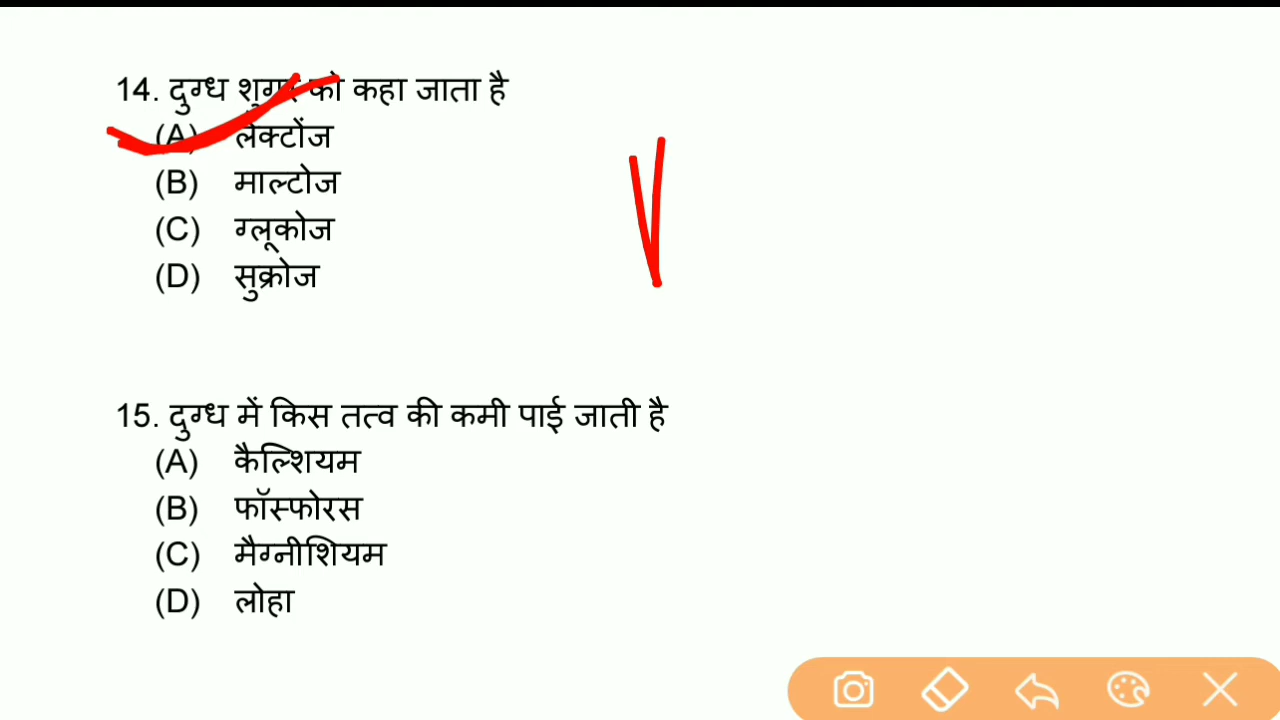 14. दुग्ध शुगर को कहा जाता है
(A) लेक्टोंज
(B) माल्टोज
(C) ग्लूकोज
(D) सुक्रोज
15. दुग्ध में किस तत्व की कमी पाई जाती है
(A) कैल्शियम
(B) फॉस्फोरस
(C) मैग्नीशियम
(D) लोहा